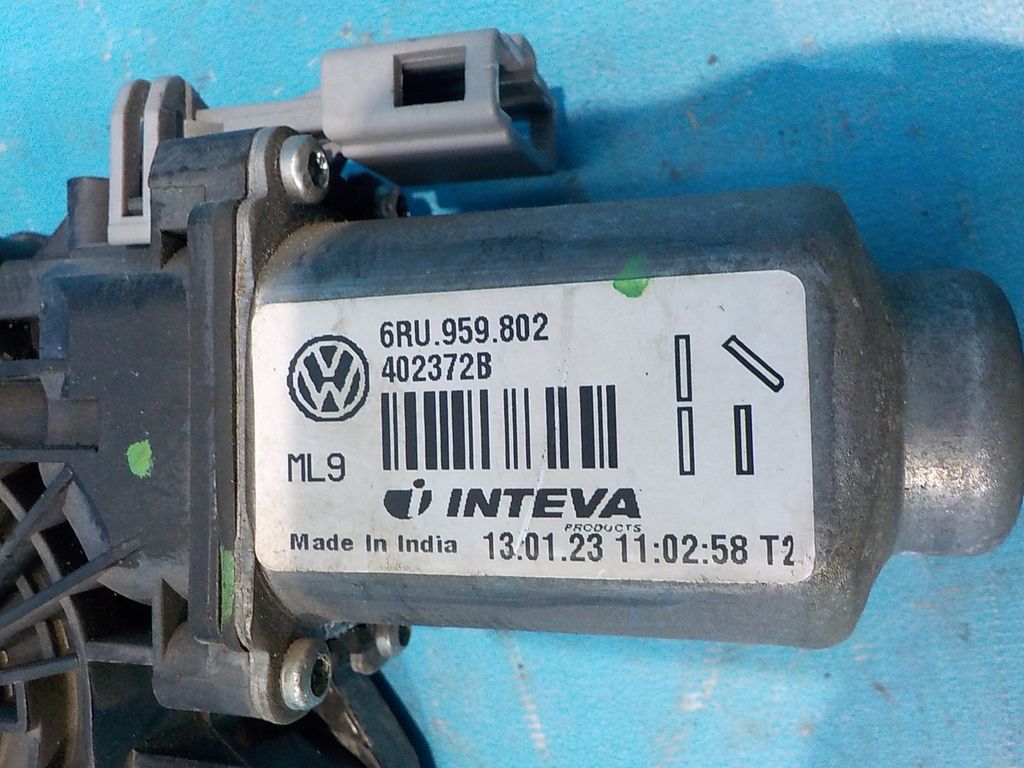 6RU.959.802
402372B
ML9
INTEVA
PRODUCTS
Made In India 13.01.23 11:02:58 T2